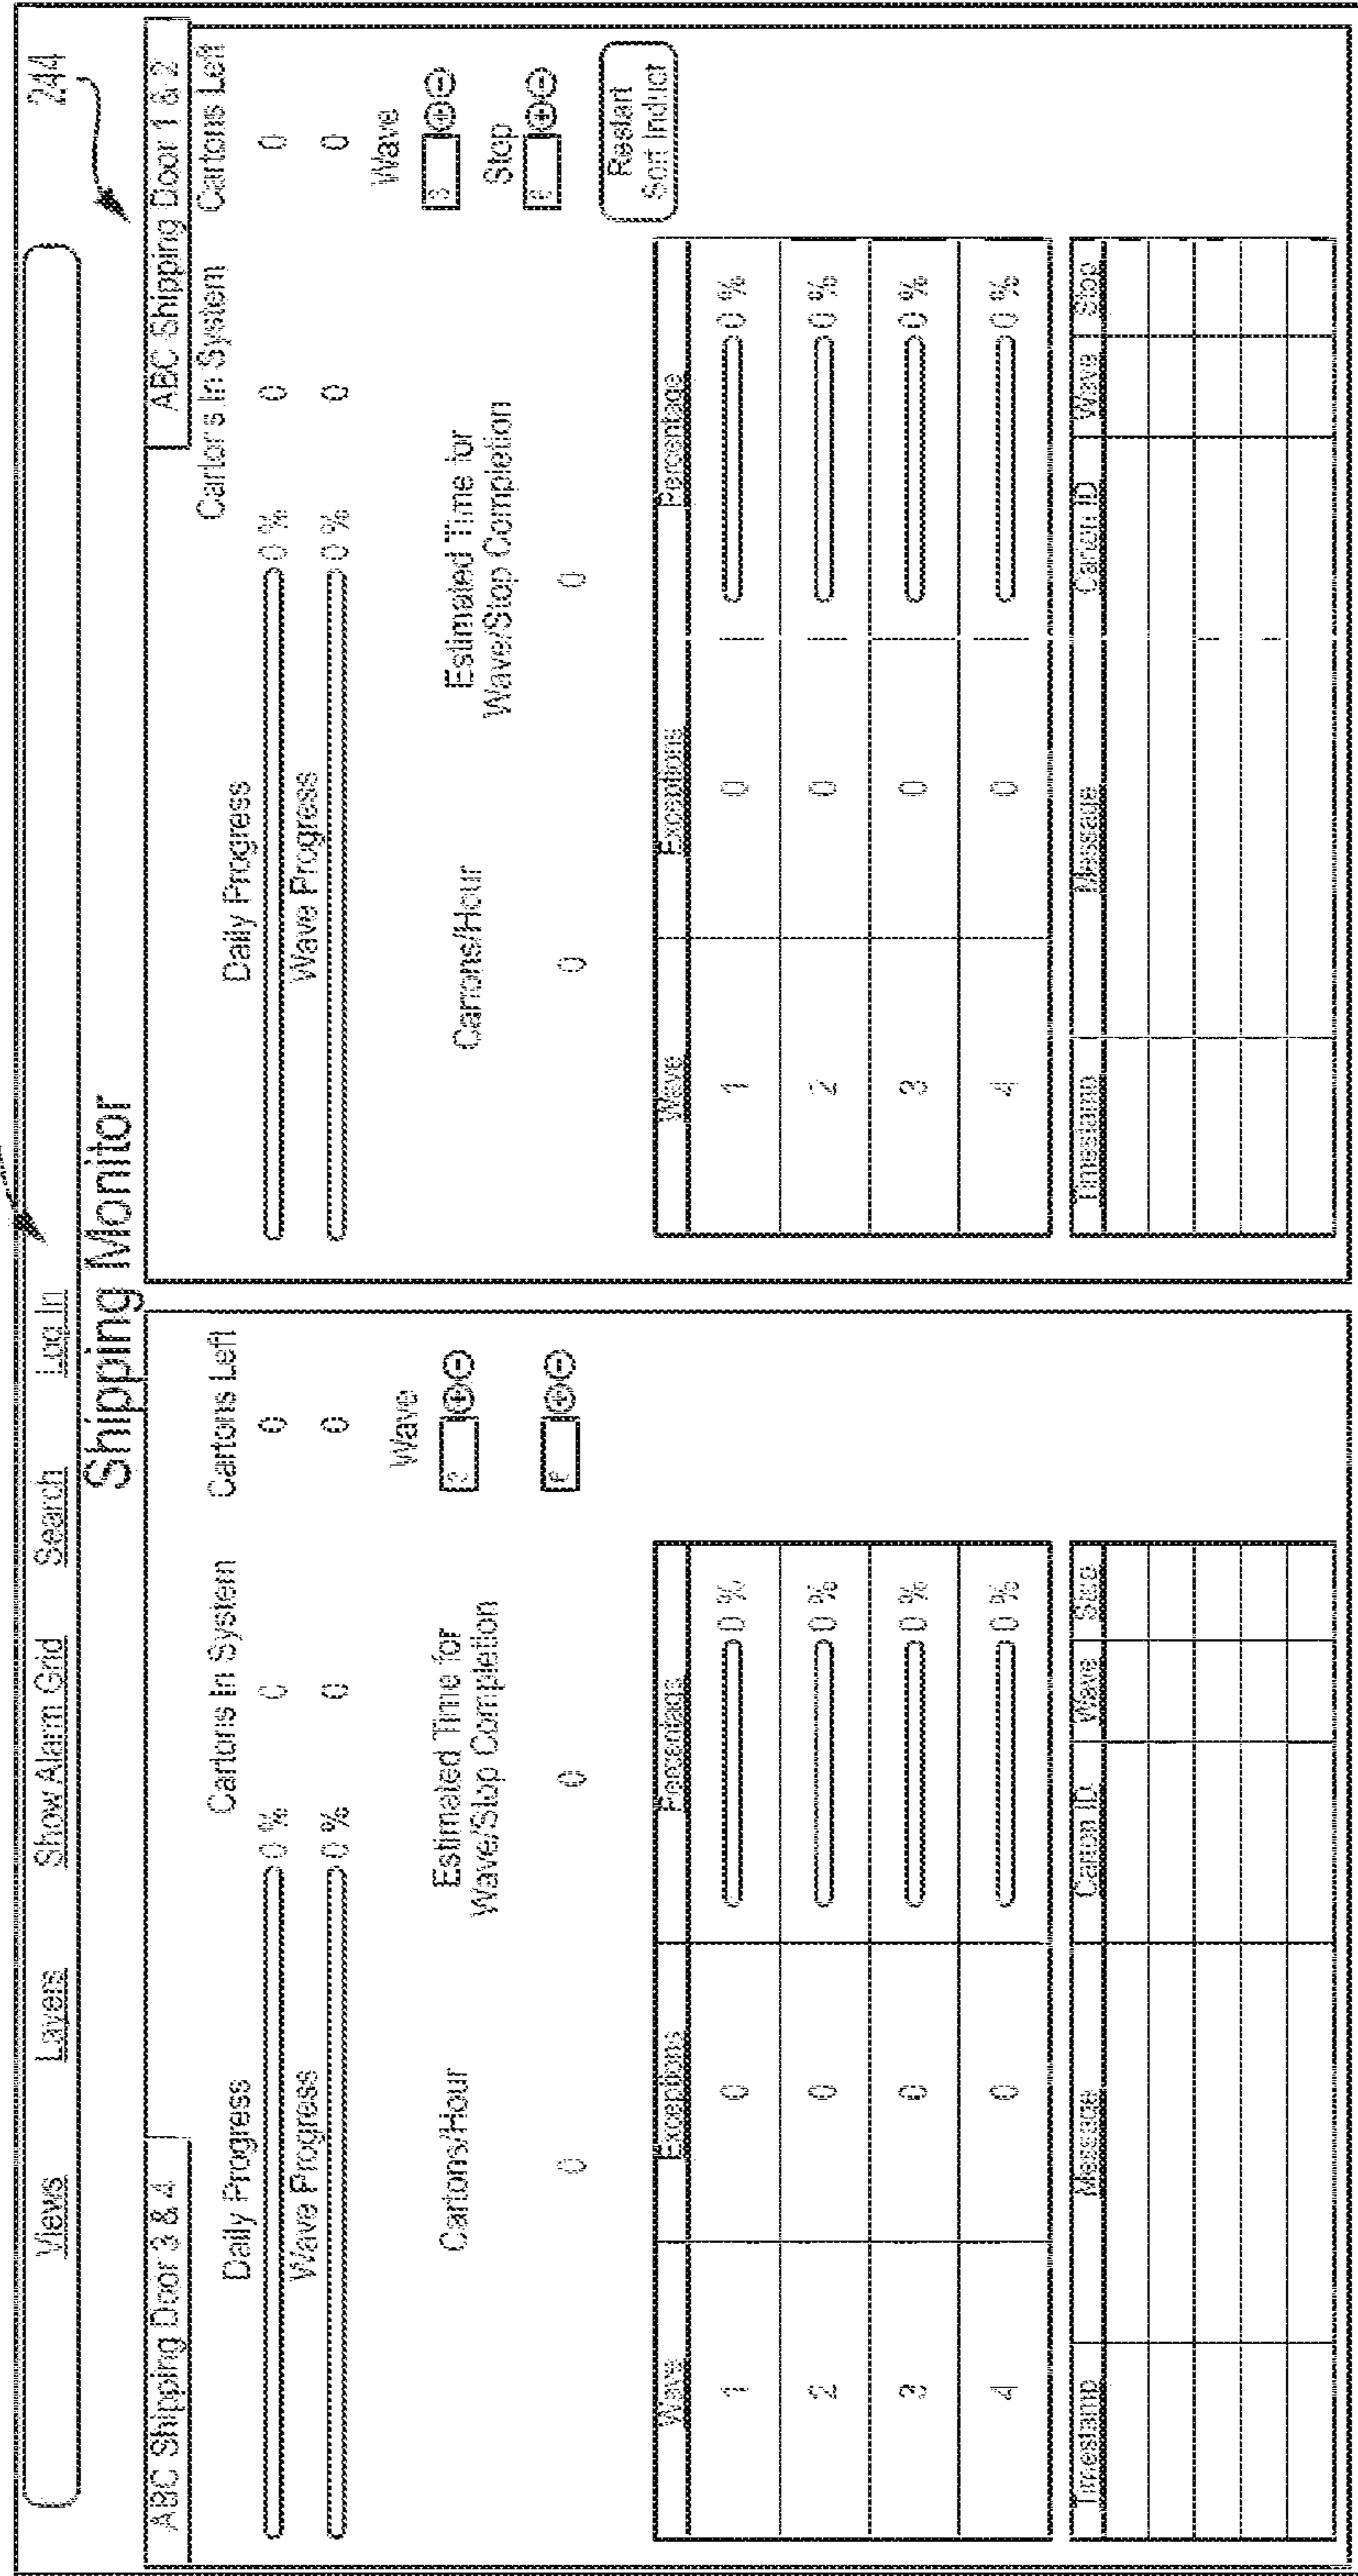 244
Views Layers Show Alarm Grid Search Log In
Shipping Monitor
ABC Shipping Door 3 & 4
Cartons In System Cartons Left
Daily Progress
0 % 0 0
Wave Progress
0 % 0 0
Wave
Cartons/Hour
Estimated Time for
Wave/Stop Completion
0 0
Wave Exceptions Percentage
1 0 0 %
2 0 0 %
3 0 0 %
4 0 0 %
Timestamp Message Carton ID Wave Stop
ABC Shipping Door 1 & 2
Cartons In System Cartons Left
Daily Progress
0 % 0 0
Wave Progress
0 % 0 0
Wave
Cartons/Hour
Estimated Time for
Wave/Stop Completion
Stop
0 0
Restart
Sort Induct
Wave Exceptions Percentage
1 0 0 %
2 0 0 %
3 0 0 %
4 0 0 %
Timestamp Message Carton ID Wave Stop